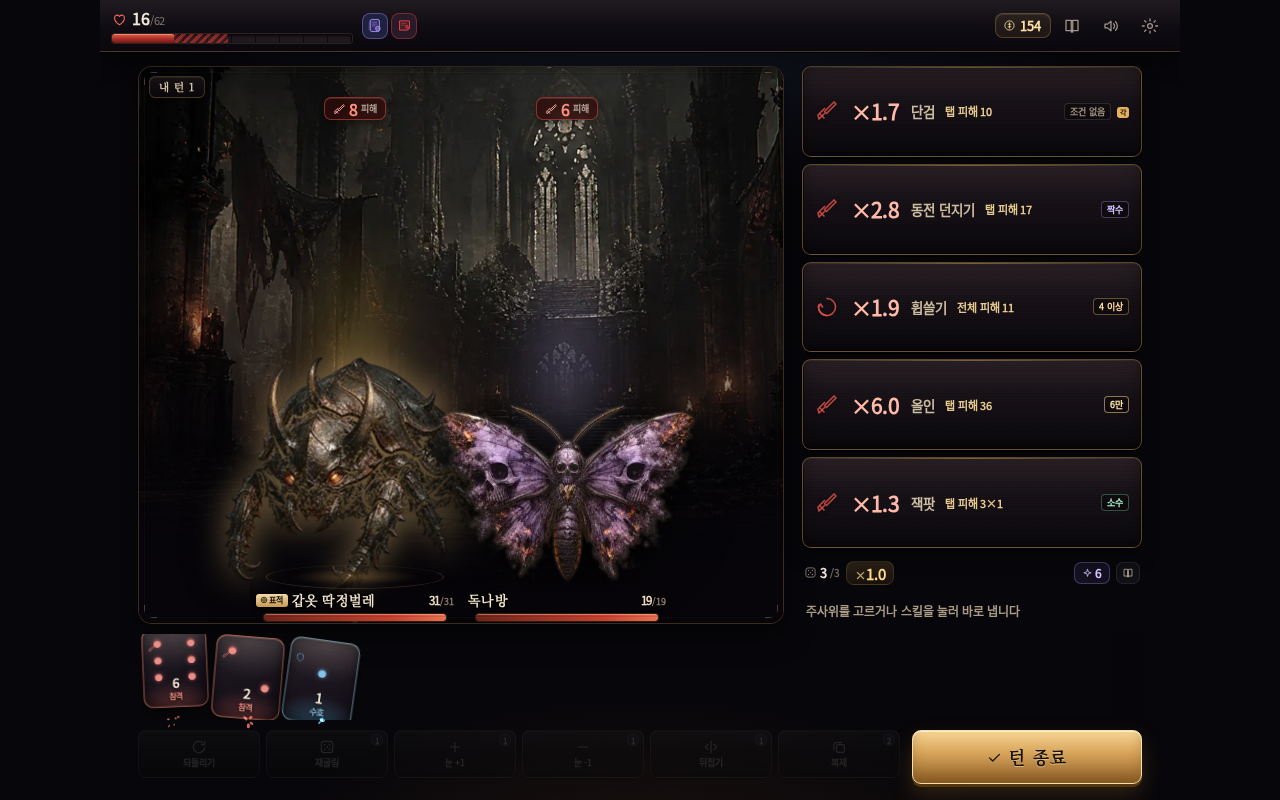 16/62
154
내 턴 1
8 피해
6 피해
표적 갑옷 딱정벌레 31/31
독나방 19/19
×1.7 단검 탭 피해 10 조건 없음 각
×2.8 동전 던지기 탭 피해 17 짝수
×1.9 휩쓸기 전체 피해 11 4 이상
×6.0 올인 탭 피해 36 6만
×1.3 잭팟 탭 피해 3×1 소수
3/3 ×1.0 6
주사위를 고르거나 스킬을 눌러 바로 냅니다
6 참격
2 참격
1 수호
되돌리기
재굴림 1
눈 +1 1
눈 -1 1
뒤집기 1
복제 2
턴 종료